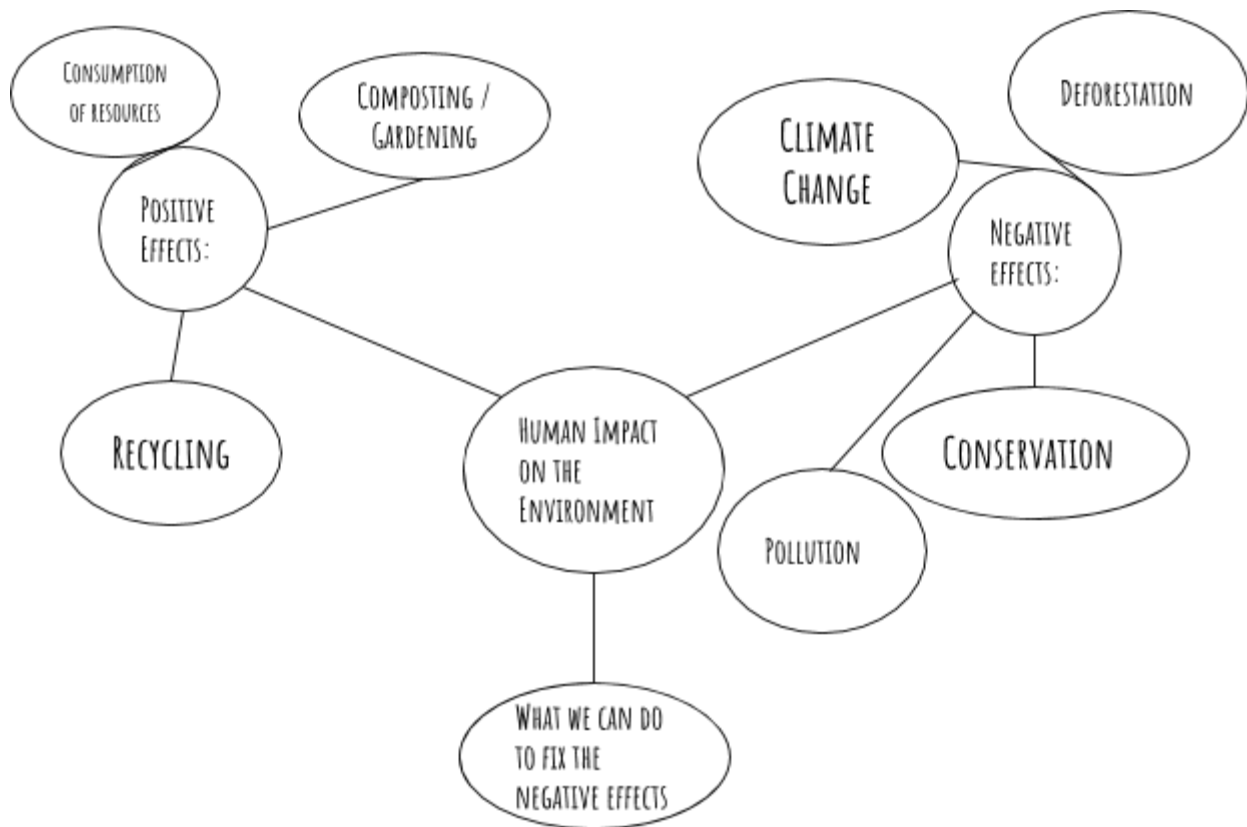 Consumption
of resources
Composting /
Gardening
Climate
Change
Deforestation
Positive
Effects:
Negative
effects:
Recycling
Human Impact
on the
Environment
Conservation
Pollution
What we can do
to fix the
negative effects